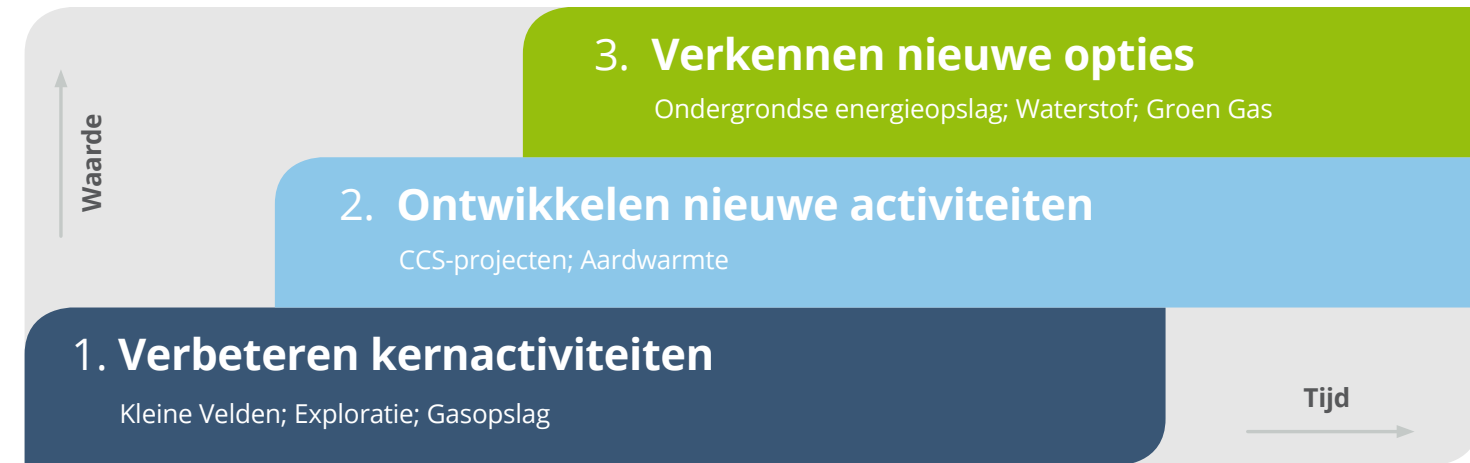 3. Verkennen nieuwe opties
Ondergrondse energieopslag; Waterstof; Groen Gas
Waarde
2. Ontwikkelen nieuwe activiteiten
CCS-projecten; Aardwarmte
1. Verbeteren kernactiviteiten
Kleine Velden; Exploratie; Gasopslag
Tijd